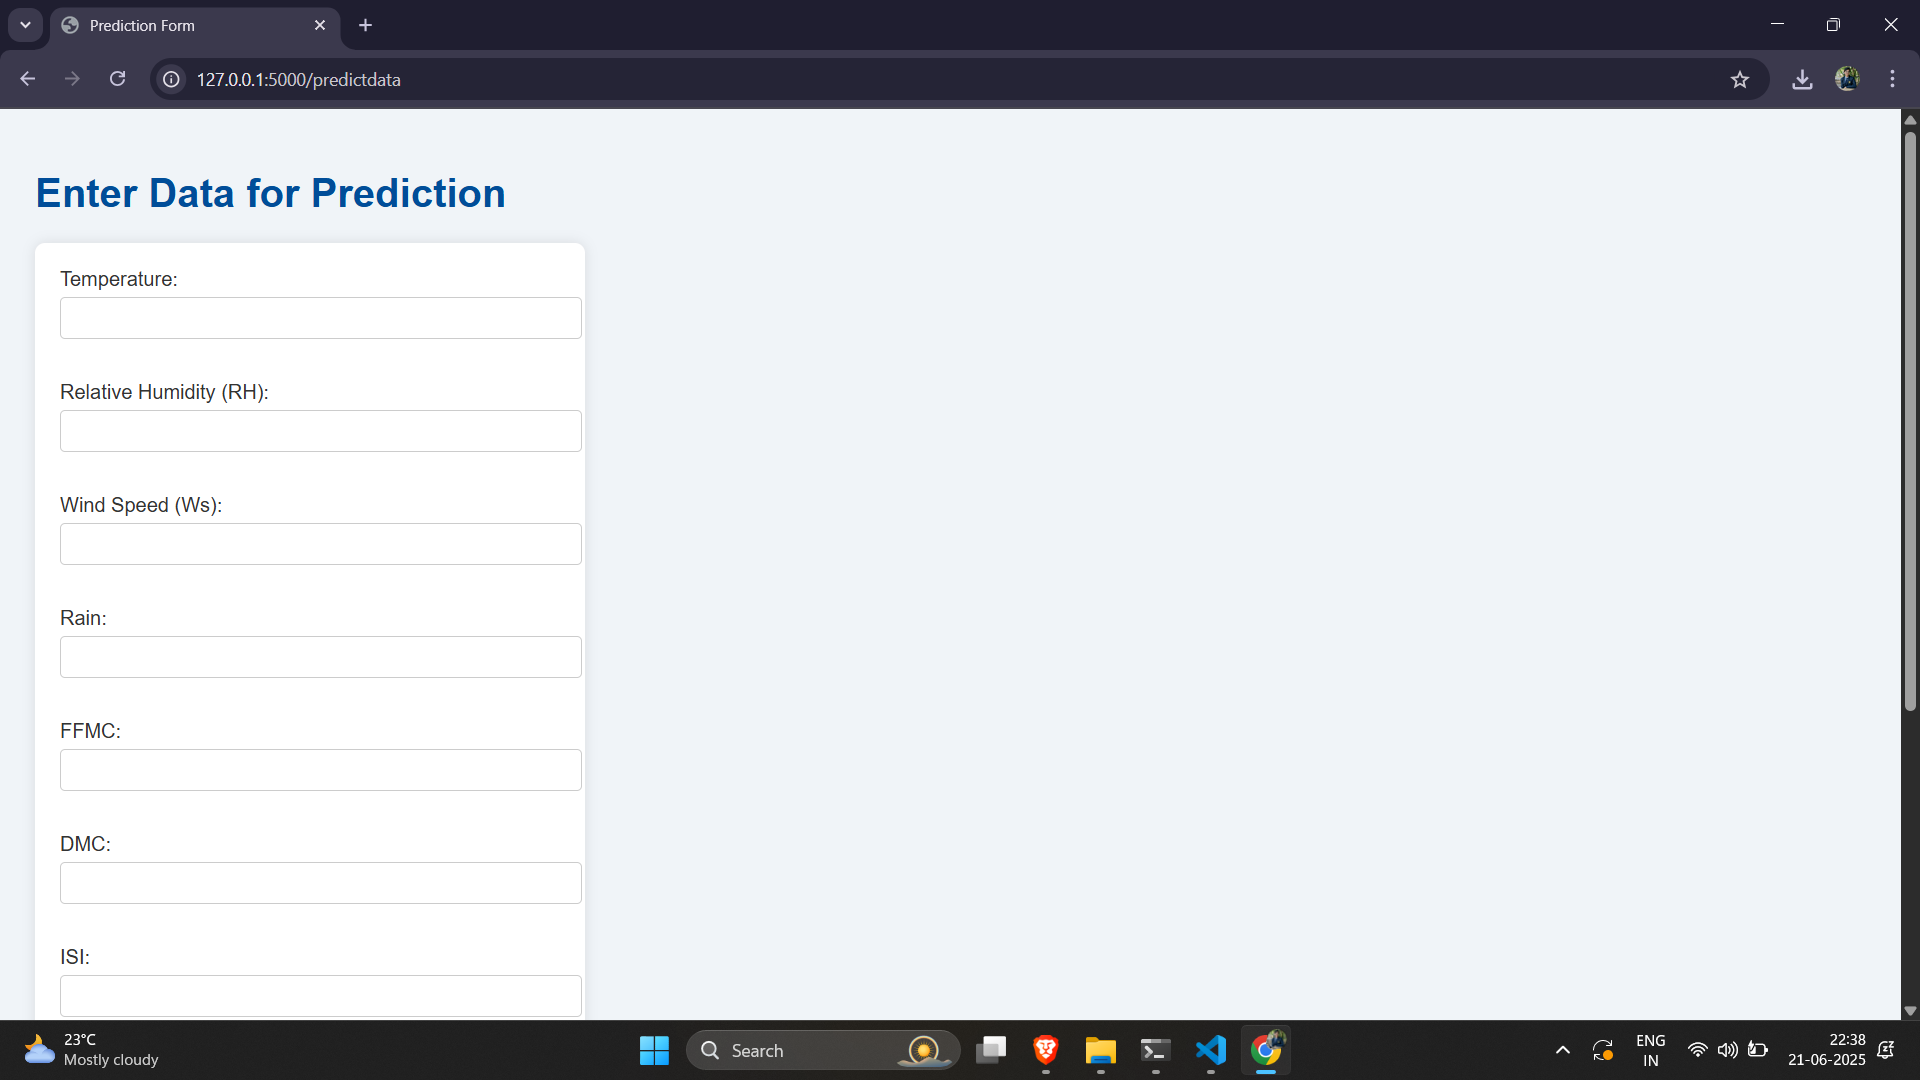 Prediction Form
127.0.0.1:5000/predictdata
Enter Data for Prediction
Temperature:
Relative Humidity (RH):
Wind Speed (Ws):
Rain:
FFMC:
DMC:
ISI:
23°C
Mostly cloudy
Search
ENG
IN
22:38
21-06-2025